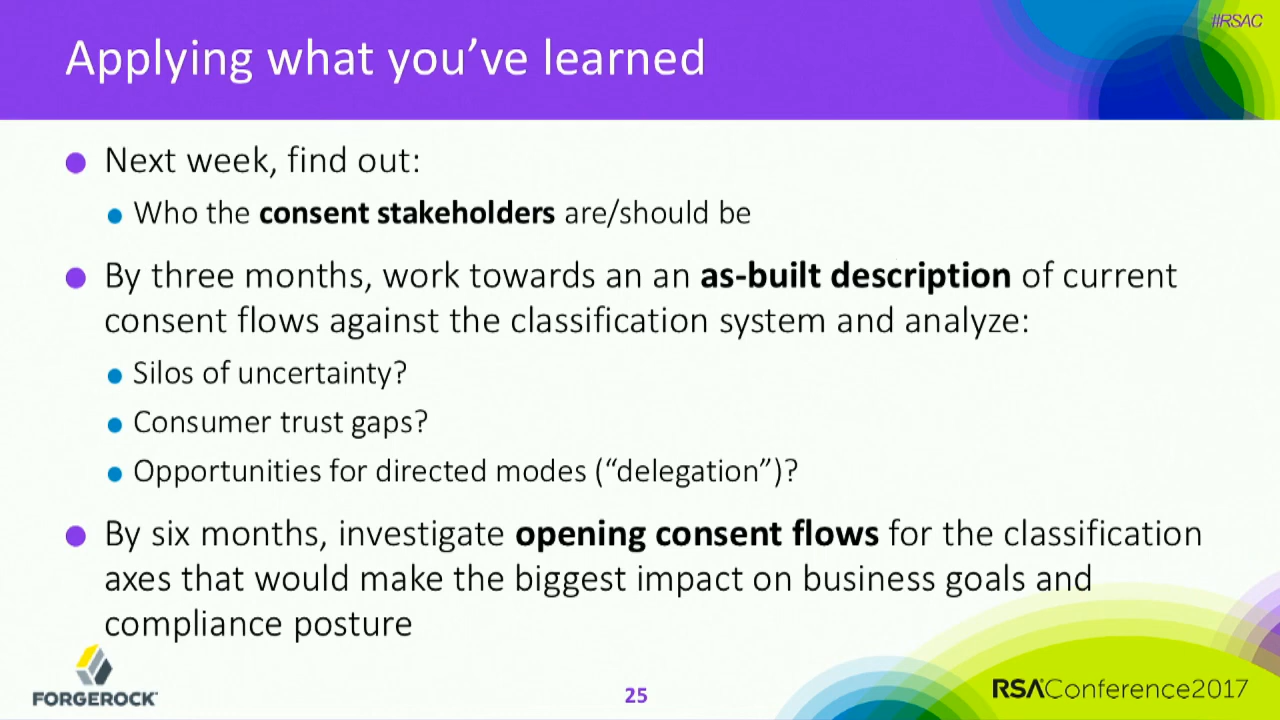 #RSAC
Applying what you’ve learned
Next week, find out:
Who the consent stakeholders are/should be
By three months, work towards an an as-built description of current
consent flows against the classification system and analyze:
Silos of uncertainty?
Consumer trust gaps?
Opportunities for directed modes (“delegation”)?
By six months, investigate opening consent flows for the classification
axes that would make the biggest impact on business goals and
compliance posture
FORGEROCK
25
RSAConference2017